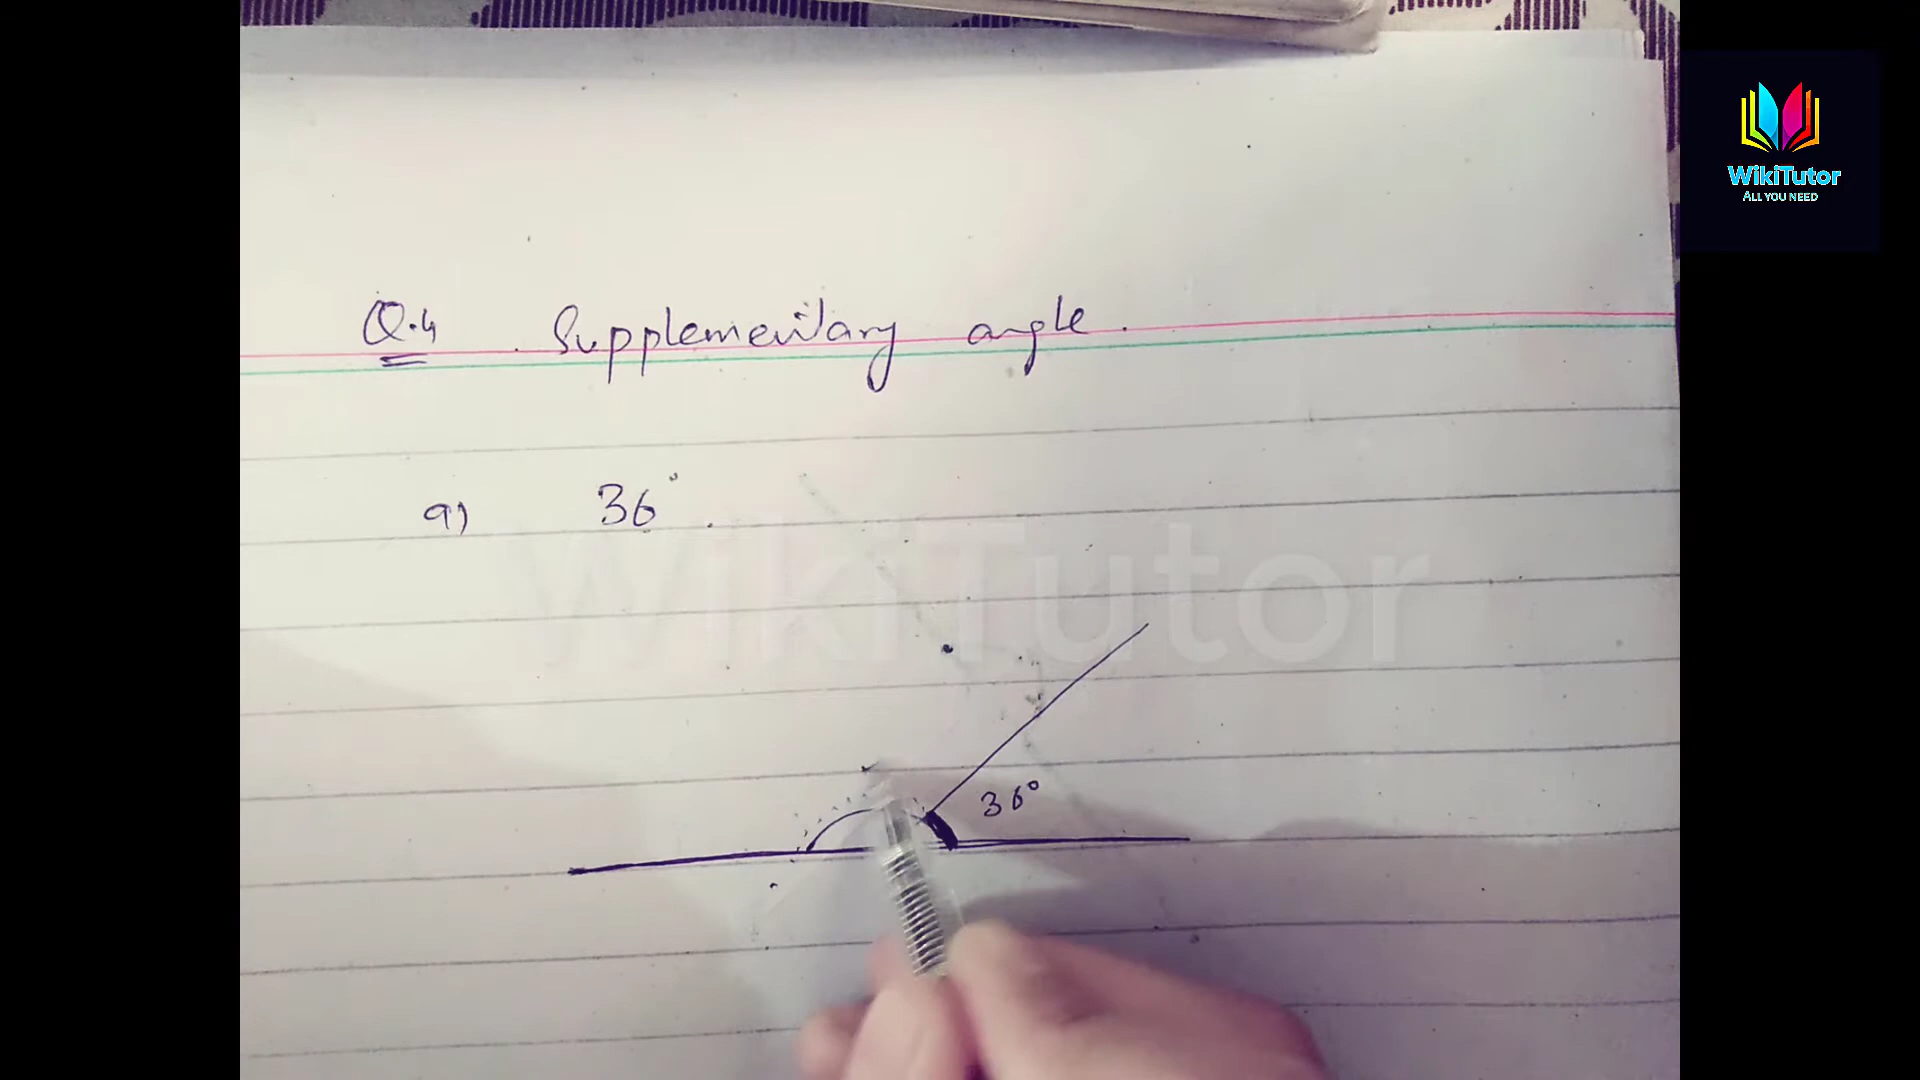 WikiTutor
ALL YOU NEED
Q.4 Supplementary angle.
a) 36°.
WikiTutor
36°